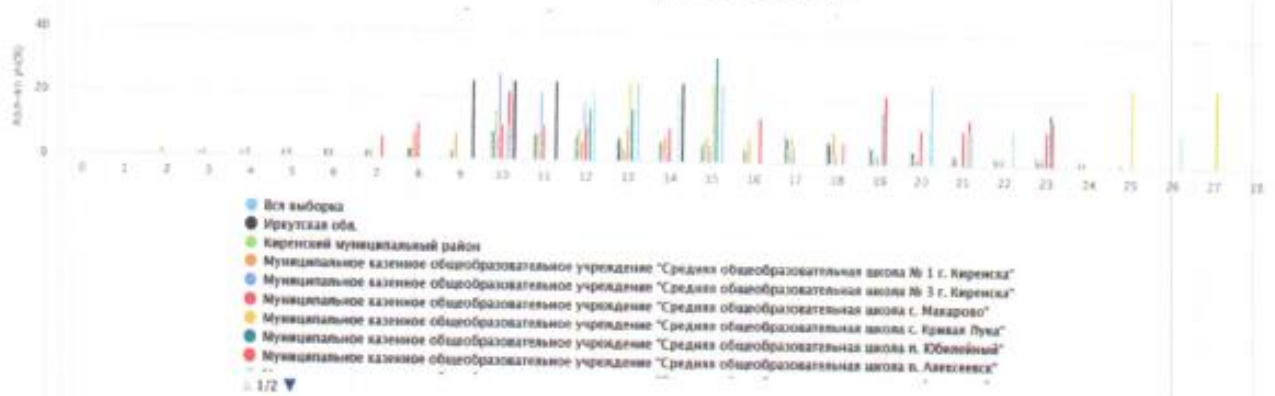 40
20
0
Кол-во уч(%)
0 1 2 3 4 5 6 7 8 9 10 11 12 13 14 15 16 17 18 19 20 21 22 23 24 25 26 27 28
Вся выборка
Иркутская обл.
Киренский муниципальный район
Муниципальное казенное общеобразовательное учреждение "Средняя общеобразовательная школа № 1 г. Киренска"
Муниципальное казенное общеобразовательное учреждение "Средняя общеобразовательная школа № 3 г. Киренска"
Муниципальное казенное общеобразовательное учреждение "Средняя общеобразовательная школа с. Макарово"
Муниципальное казенное общеобразовательное учреждение "Средняя общеобразовательная школа с. Кривая Лука"
Муниципальное казенное общеобразовательное учреждение "Средняя общеобразовательная школа п. Юбилейный"
Муниципальное казенное общеобразовательное учреждение "Средняя общеобразовательная школа п. Алексеевск"
1/2